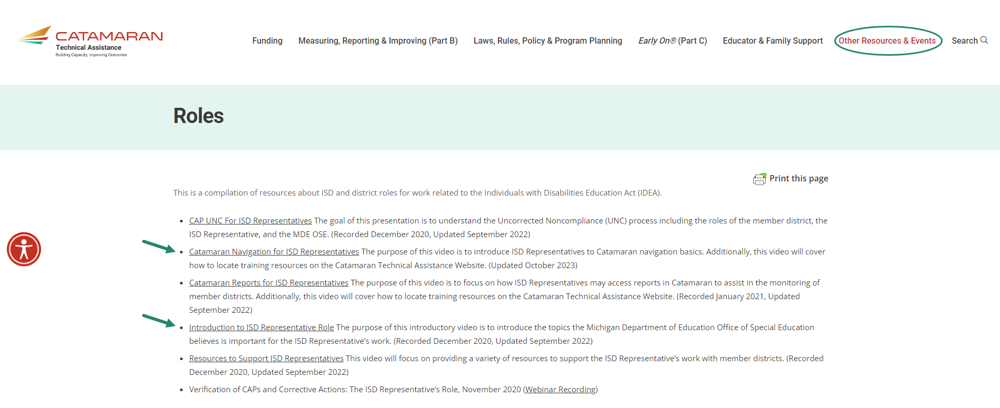 CATAMARAN
Technical Assistance
Building Capacity, Improving Outcomes
Funding Measuring, Reporting & Improving (Part B) Laws, Rules, Policy & Program Planning Early On® (Part C) Educator & Family Support Other Resources & Events Search
Roles
Print this page
This is a compilation of resources about ISD and district roles for work related to the Individuals with Disabilities Education Act (IDEA).
• CAP UNC For ISD Representatives The goal of this presentation is to understand the Uncorrected Noncompliance (UNC) process including the roles of the member district, the
ISD Representative, and the MDE OSE. (Recorded December 2020, Updated September 2022)
• Catamaran Navigation for ISD Representatives The purpose of this video is to introduce ISD Representatives to Catamaran navigation basics. Additionally, this video will cover
how to locate training resources on the Catamaran Technical Assistance Website. (Updated October 2023)
• Catamaran Reports for ISD Representatives The purpose of this video is to focus on how ISD Representatives may access reports in Catamaran to assist in the monitoring of
member districts. Additionally, this video will cover how to locate training resources on the Catamaran Technical Assistance Website. (Recorded January 2021, Updated
September 2022)
• Introduction to ISD Representative Role The purpose of this introductory video is to introduce the topics the Michigan Department of Education Office of Special Education
believes is important for the ISD Representative’s work. (Recorded December 2020, Updated September 2022)
• Resources to Support ISD Representatives This video will focus on providing a variety of resources to support the ISD Representative’s work with member districts. (Recorded
December 2020, Updated September 2022)
• Verification of CAPs and Corrective Actions: The ISD Representative’s Role, November 2020 (Webinar Recording)